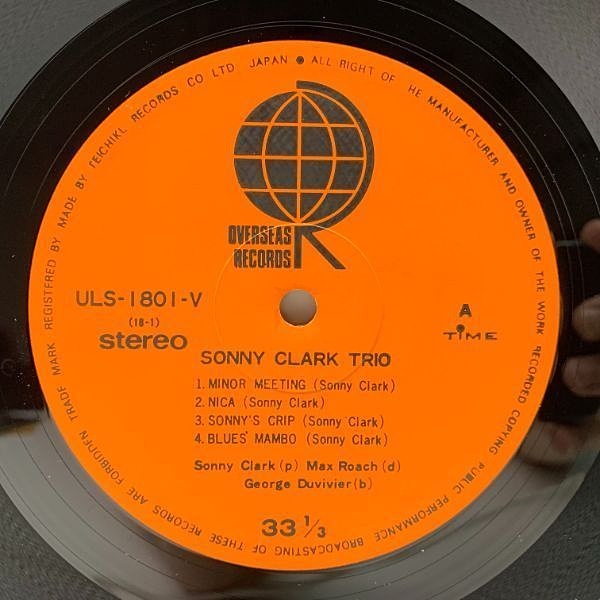 TRADE MARK REGISTERED BY MADE BY TEICHIKU RECORDS CO LTD JAPAN ● ALL RIGHT OF HE MANUFACTURER AND OWNER OF THE WORK RECORDED COPYING PUBLIC PERFORMANCE BROADCASTING OF THESE RECORDS ARE FORBIDDEN
OVERSEAS
RECORDS
ULS-1801-V
(18-1)
stereo
A
TIME
SONNY CLARK TRIO
1. MINOR MEETING (Sonny Clark)
2. NICA (Sonny Clark)
3. SONNY'S CRIP (Sonny Clark)
4. BLUES MAMBO (Sonny Clark)
Sonny Clark (p) Max Roach (d)
George Duvivier (b)
33 1/3